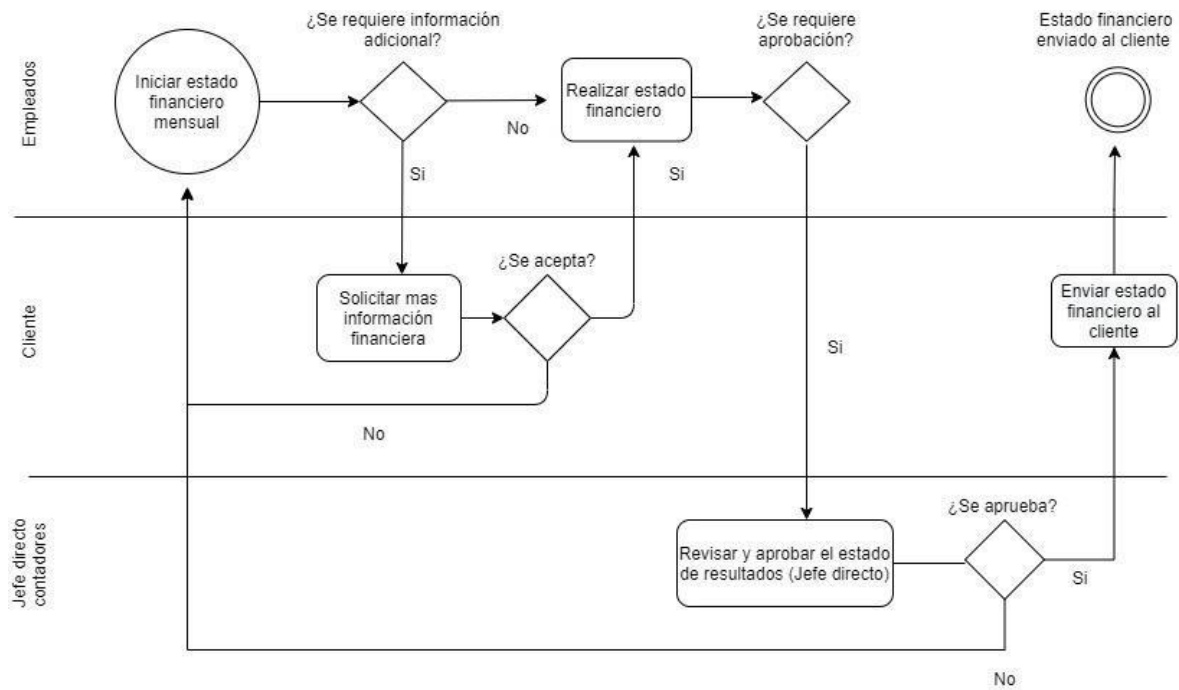 ¿Se requiere información
adicional?
¿Se require
aprobación?
Estado financiero
enviado al cliente
Empleados
Iniciar estado
financiero
mensual
No
Realizar estado
financiero
Si
Si
Cliente
¿Se acepta?
Solicitar mas
información
financiera
Enviar estado
financiero al
cliente
Si
No
Jefe directo
contadores
¿Se aprueba?
Revisar y aprobar el estado
de resultados (Jefe directo)
Si
No